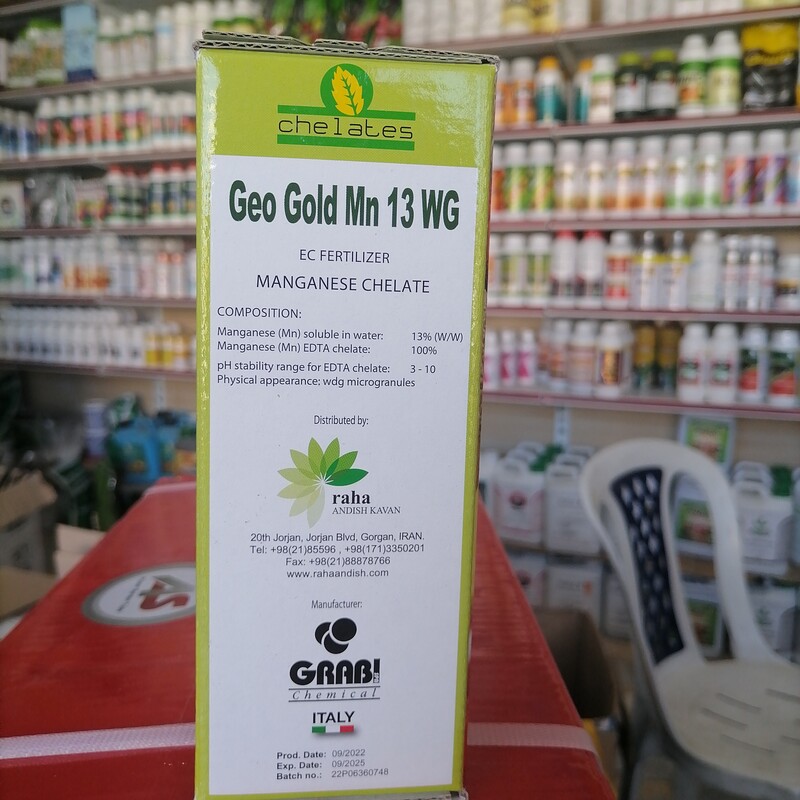 chelates
Geo Gold Mn 13 WG
EC FERTILIZER
MANGANESE CHELATE
COMPOSITION:
Manganese (Mn) soluble in water: 13% (W/W)
Manganese (Mn) EDTA chelate: 100%
pH stability range for EDTA chelate: 3 - 10
Physical appearance: wdg microgranules
Distributed by:
raha
ANDISH KAVAN
20th Jorjan, Jorjan Blvd, Gorgan, IRAN.
Tel: +98(21)85596 , +98(171)3350201
Fax: +98(21)88878766
www.rahaandish.com
Manufacturer:
GRABI
Chemical
ITALY
Prod. Date: 09/2022
Exp. Date: 09/2025
Batch no.: 22P06360748